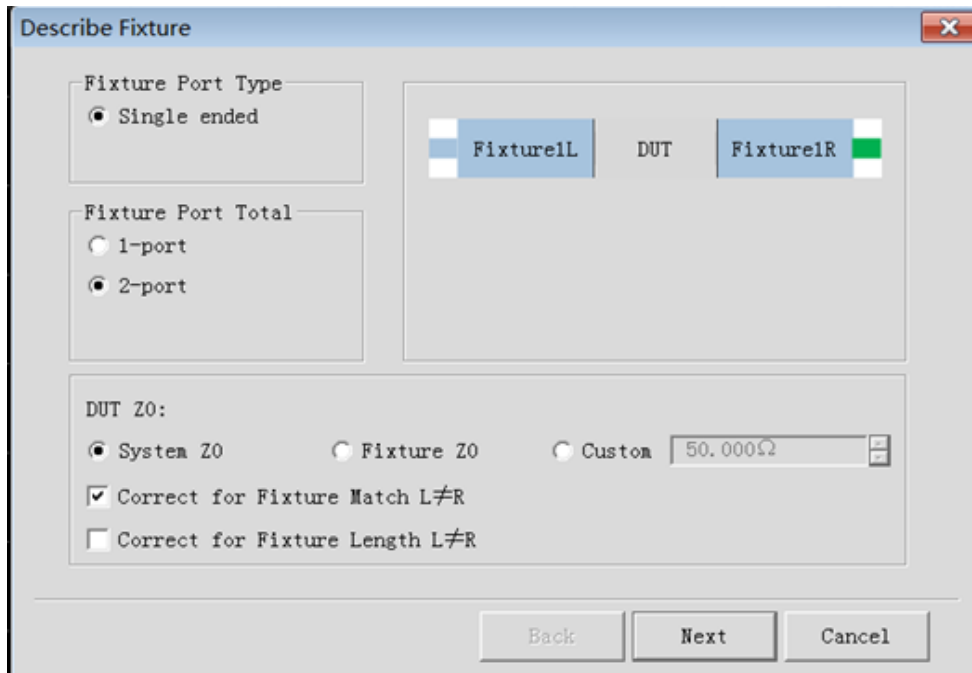 Describe Fixture
Fixture Port Type
Single ended
Fixture1L DUT Fixture1R
Fixture Port Total
1-port
2-port
DUT Z0:
System Z0 Fixture Z0 Custom 50.000Ω
Correct for Fixture Match L≠R
Correct for Fixture Length L≠R
Back Next Cancel